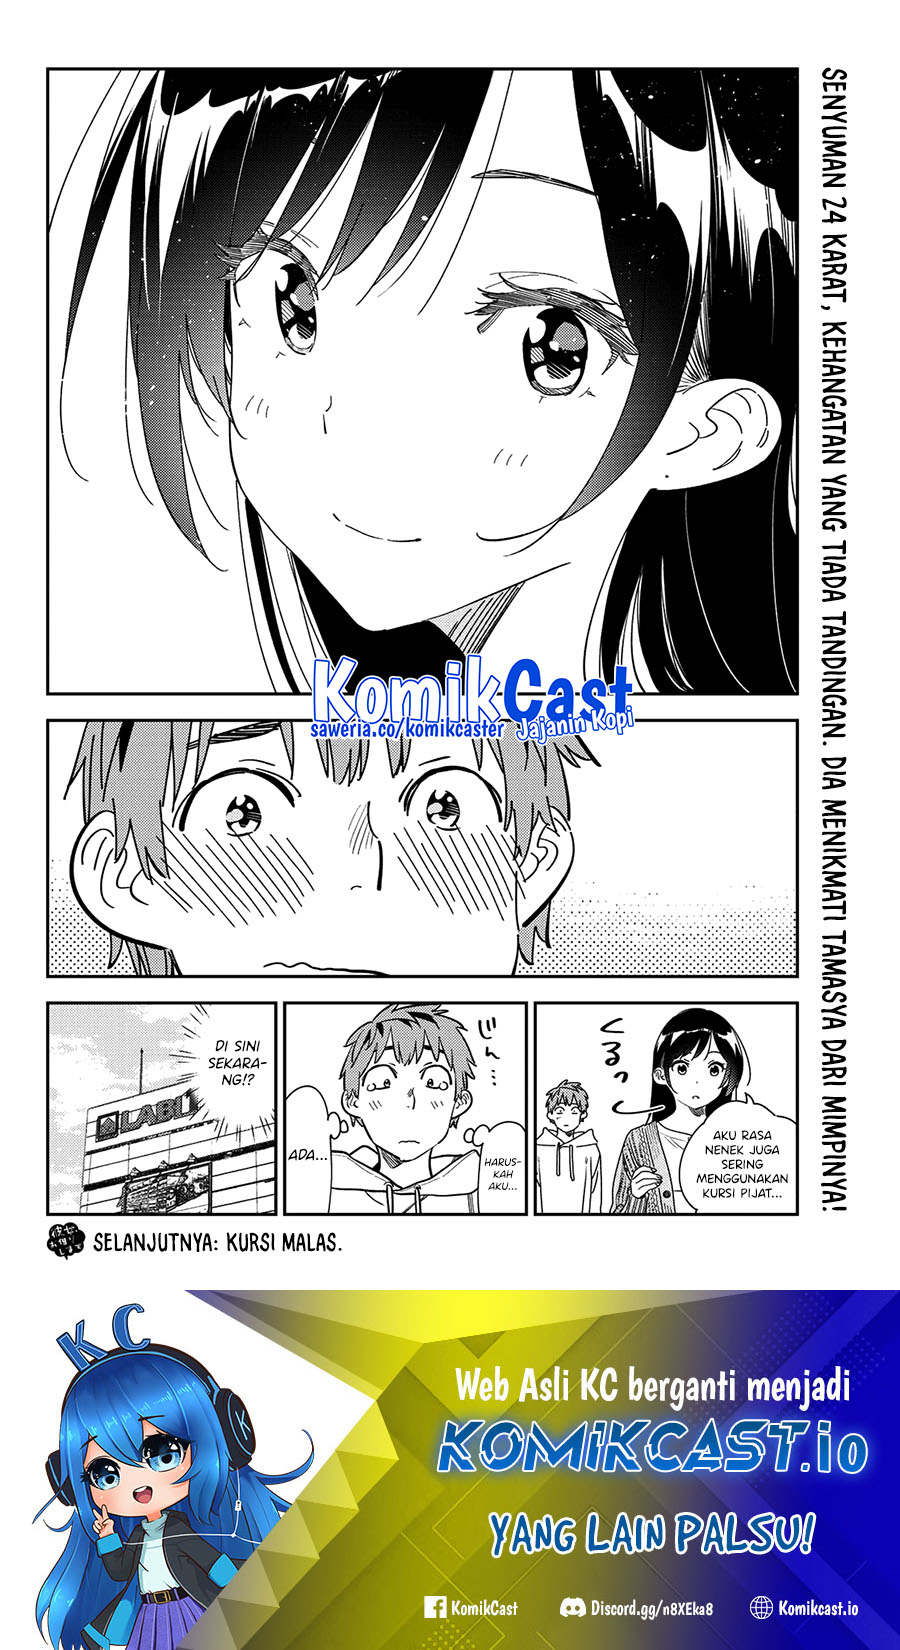 SENYUMAN 24 KARAT, KEHANGATAN YANG TIADA TANDINGAN. DIA MENIKMATI TAMASYA DARI MIMPINYA!
KomikCast
saweria.co/komikcaster Jajanin Kopi
くるっ
AKU RASA
NENEK JUGA
SERING
MENGGUNAKAN
KURSI PIJAT...
じ〜ん…
HARUS-
KAH
AKU...
ADA...
DI SINI
SEKARA-
NG!?
LABI
SELANJUTNYA: KURSI MALAS.
KC
K
Web Asli KC berganti menjadi
KOMIKCAST.io
YANG LAIN PALSU!
KomikCast
Discord.gg/n8XEka8
Komikcast.io